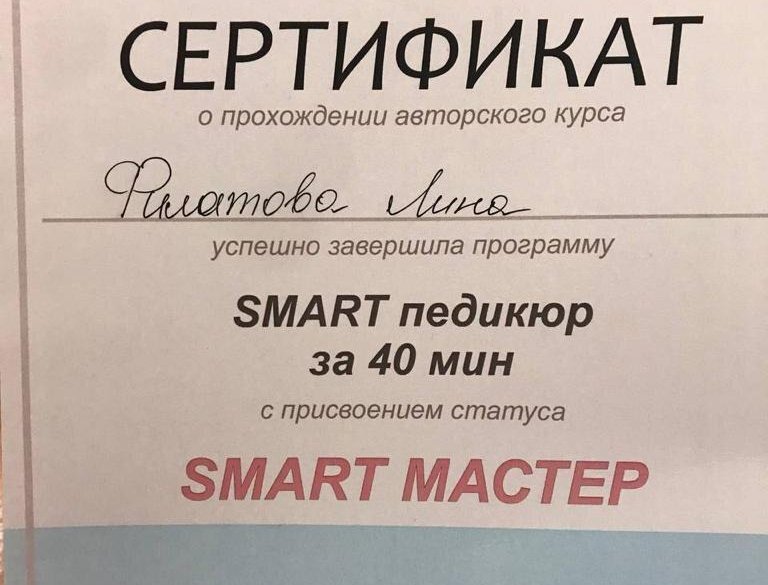 СЕРТИФИКАТ
о прохождении авторского курса
Филатова Лина
успешно завершила программу
SMART педикюр
за 40 мин
с присвоением статуса
SMART МАСТЕР